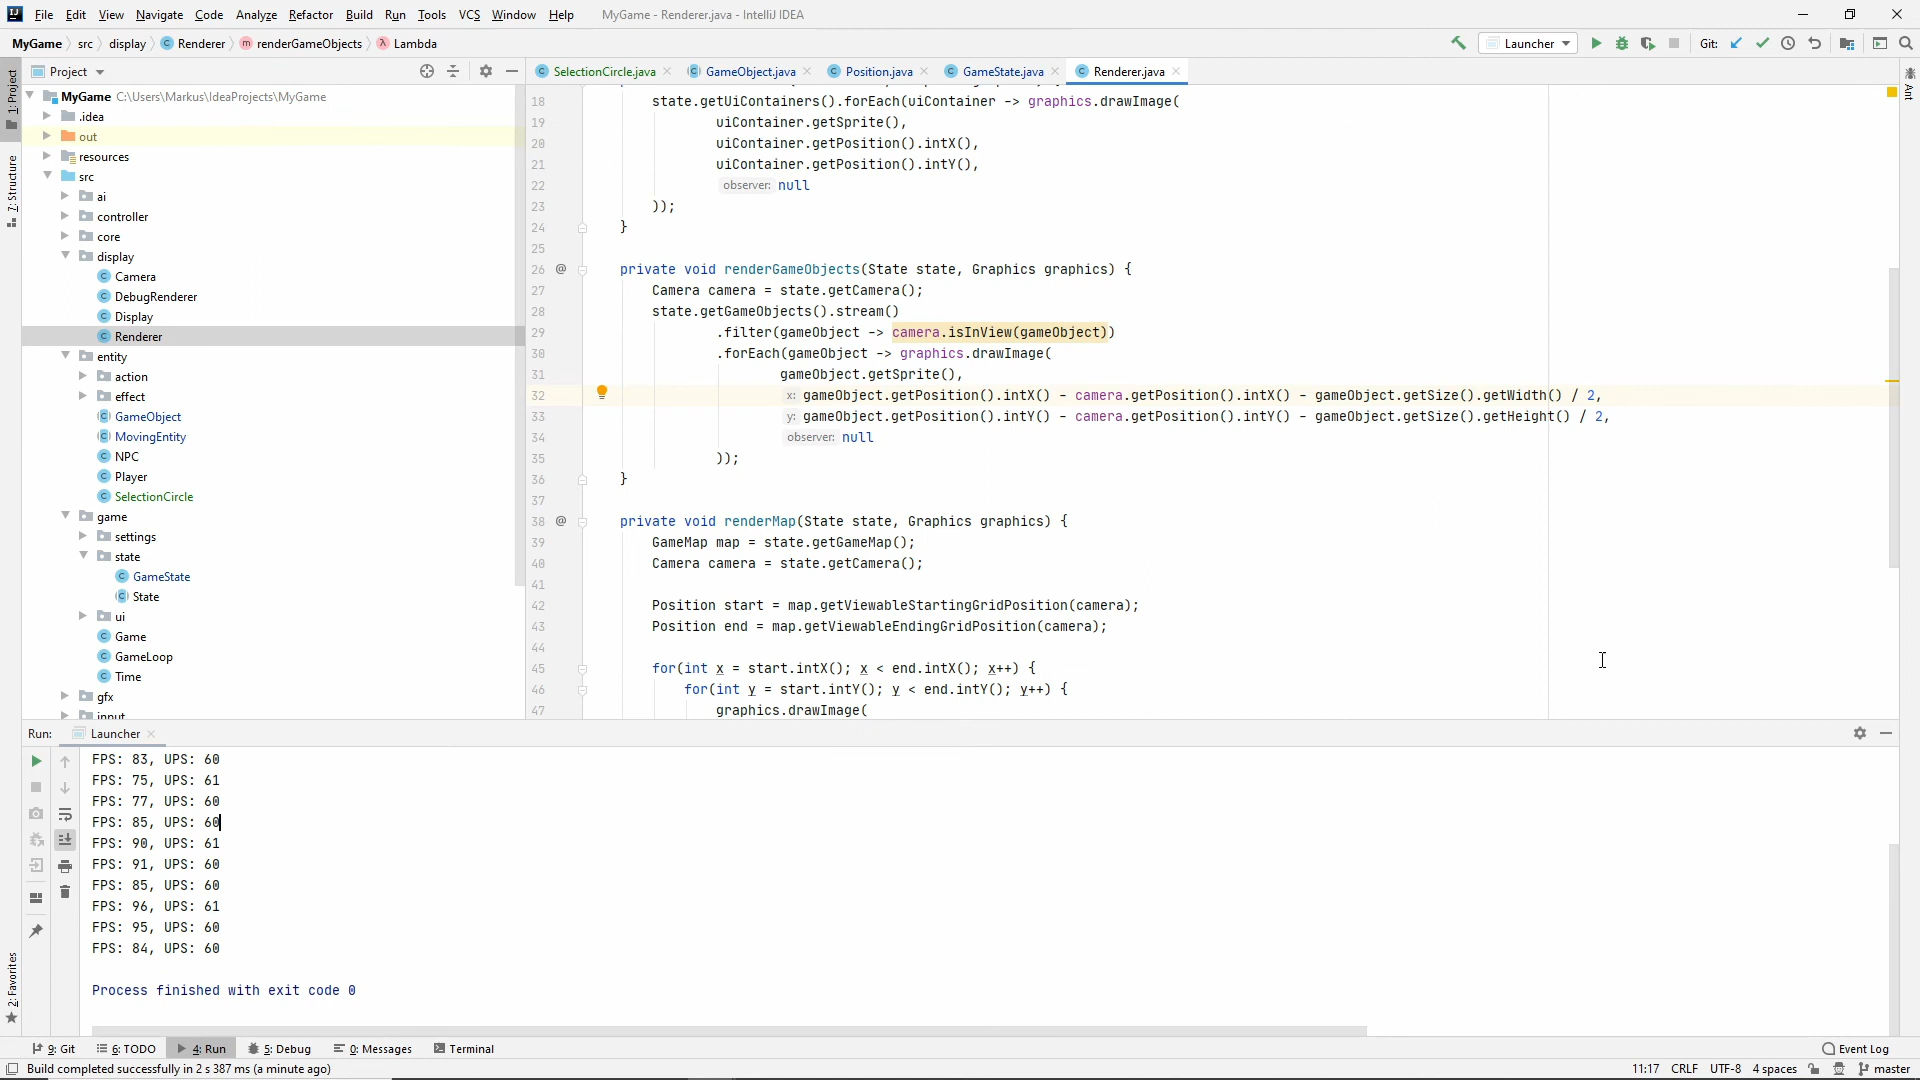 File Edit View Navigate Code Analyze Refactor Build Run Tools VCS Window Help MyGame - Renderer.java - IntelliJ IDEA
MyGame src display Renderer renderGameObjects Lambda Launcher Git:
Project
SelectionCircle.java GameObject.java Position.java GameState.java Renderer.java
1: Project
7: Structure
2: Favorites
Ant
MyGame C:\Users\Markus\IdeaProjects\MyGame
.idea
out
resources
src
ai
controller
core
display
Camera
DebugRenderer
Display
Renderer
entity
action
effect
GameObject
MovingEntity
NPC
Player
SelectionCircle
game
settings
state
GameState
State
ui
Game
GameLoop
Time
gfx
input
18 state.getUiContainers().forEach(uiContainer -> graphics.drawImage(
19 uiContainer.getSprite(),
20 uiContainer.getPosition().intX(),
21 uiContainer.getPosition().intY(),
22 observer: null
23 ));
24 }
25
26 @ private void renderGameObjects(State state, Graphics graphics) {
27 Camera camera = state.getCamera();
28 state.getGameObjects().stream()
29 .filter(gameObject -> camera.isInView(gameObject))
30 .forEach(gameObject -> graphics.drawImage(
31 gameObject.getSprite(),
32 x: gameObject.getPosition().intX() - camera.getPosition().intX() - gameObject.getSize().getWidth() / 2,
33 y: gameObject.getPosition().intY() - camera.getPosition().intY() - gameObject.getSize().getHeight() / 2,
34 observer: null
35 ));
36 }
37
38 @ private void renderMap(State state, Graphics graphics) {
39 GameMap map = state.getGameMap();
40 Camera camera = state.getCamera();
41
42 Position start = map.getViewableStartingGridPosition(camera);
43 Position end = map.getViewableEndingGridPosition(camera);
44
45 for(int x = start.intX(); x < end.intX(); x++) {
46 for(int y = start.intY(); y < end.intY(); y++) {
47 graphics.drawImage(
Run: Launcher
FPS: 83, UPS: 60
FPS: 75, UPS: 61
FPS: 77, UPS: 60
FPS: 85, UPS: 60
FPS: 90, UPS: 61
FPS: 91, UPS: 60
FPS: 85, UPS: 60
FPS: 96, UPS: 61
FPS: 95, UPS: 60
FPS: 84, UPS: 60
Process finished with exit code 0
9: Git 6: TODO 4: Run 5: Debug 0: Messages Terminal Event Log
Build completed successfully in 2 s 387 ms (a minute ago) 11:17 CRLF UTF-8 4 spaces master